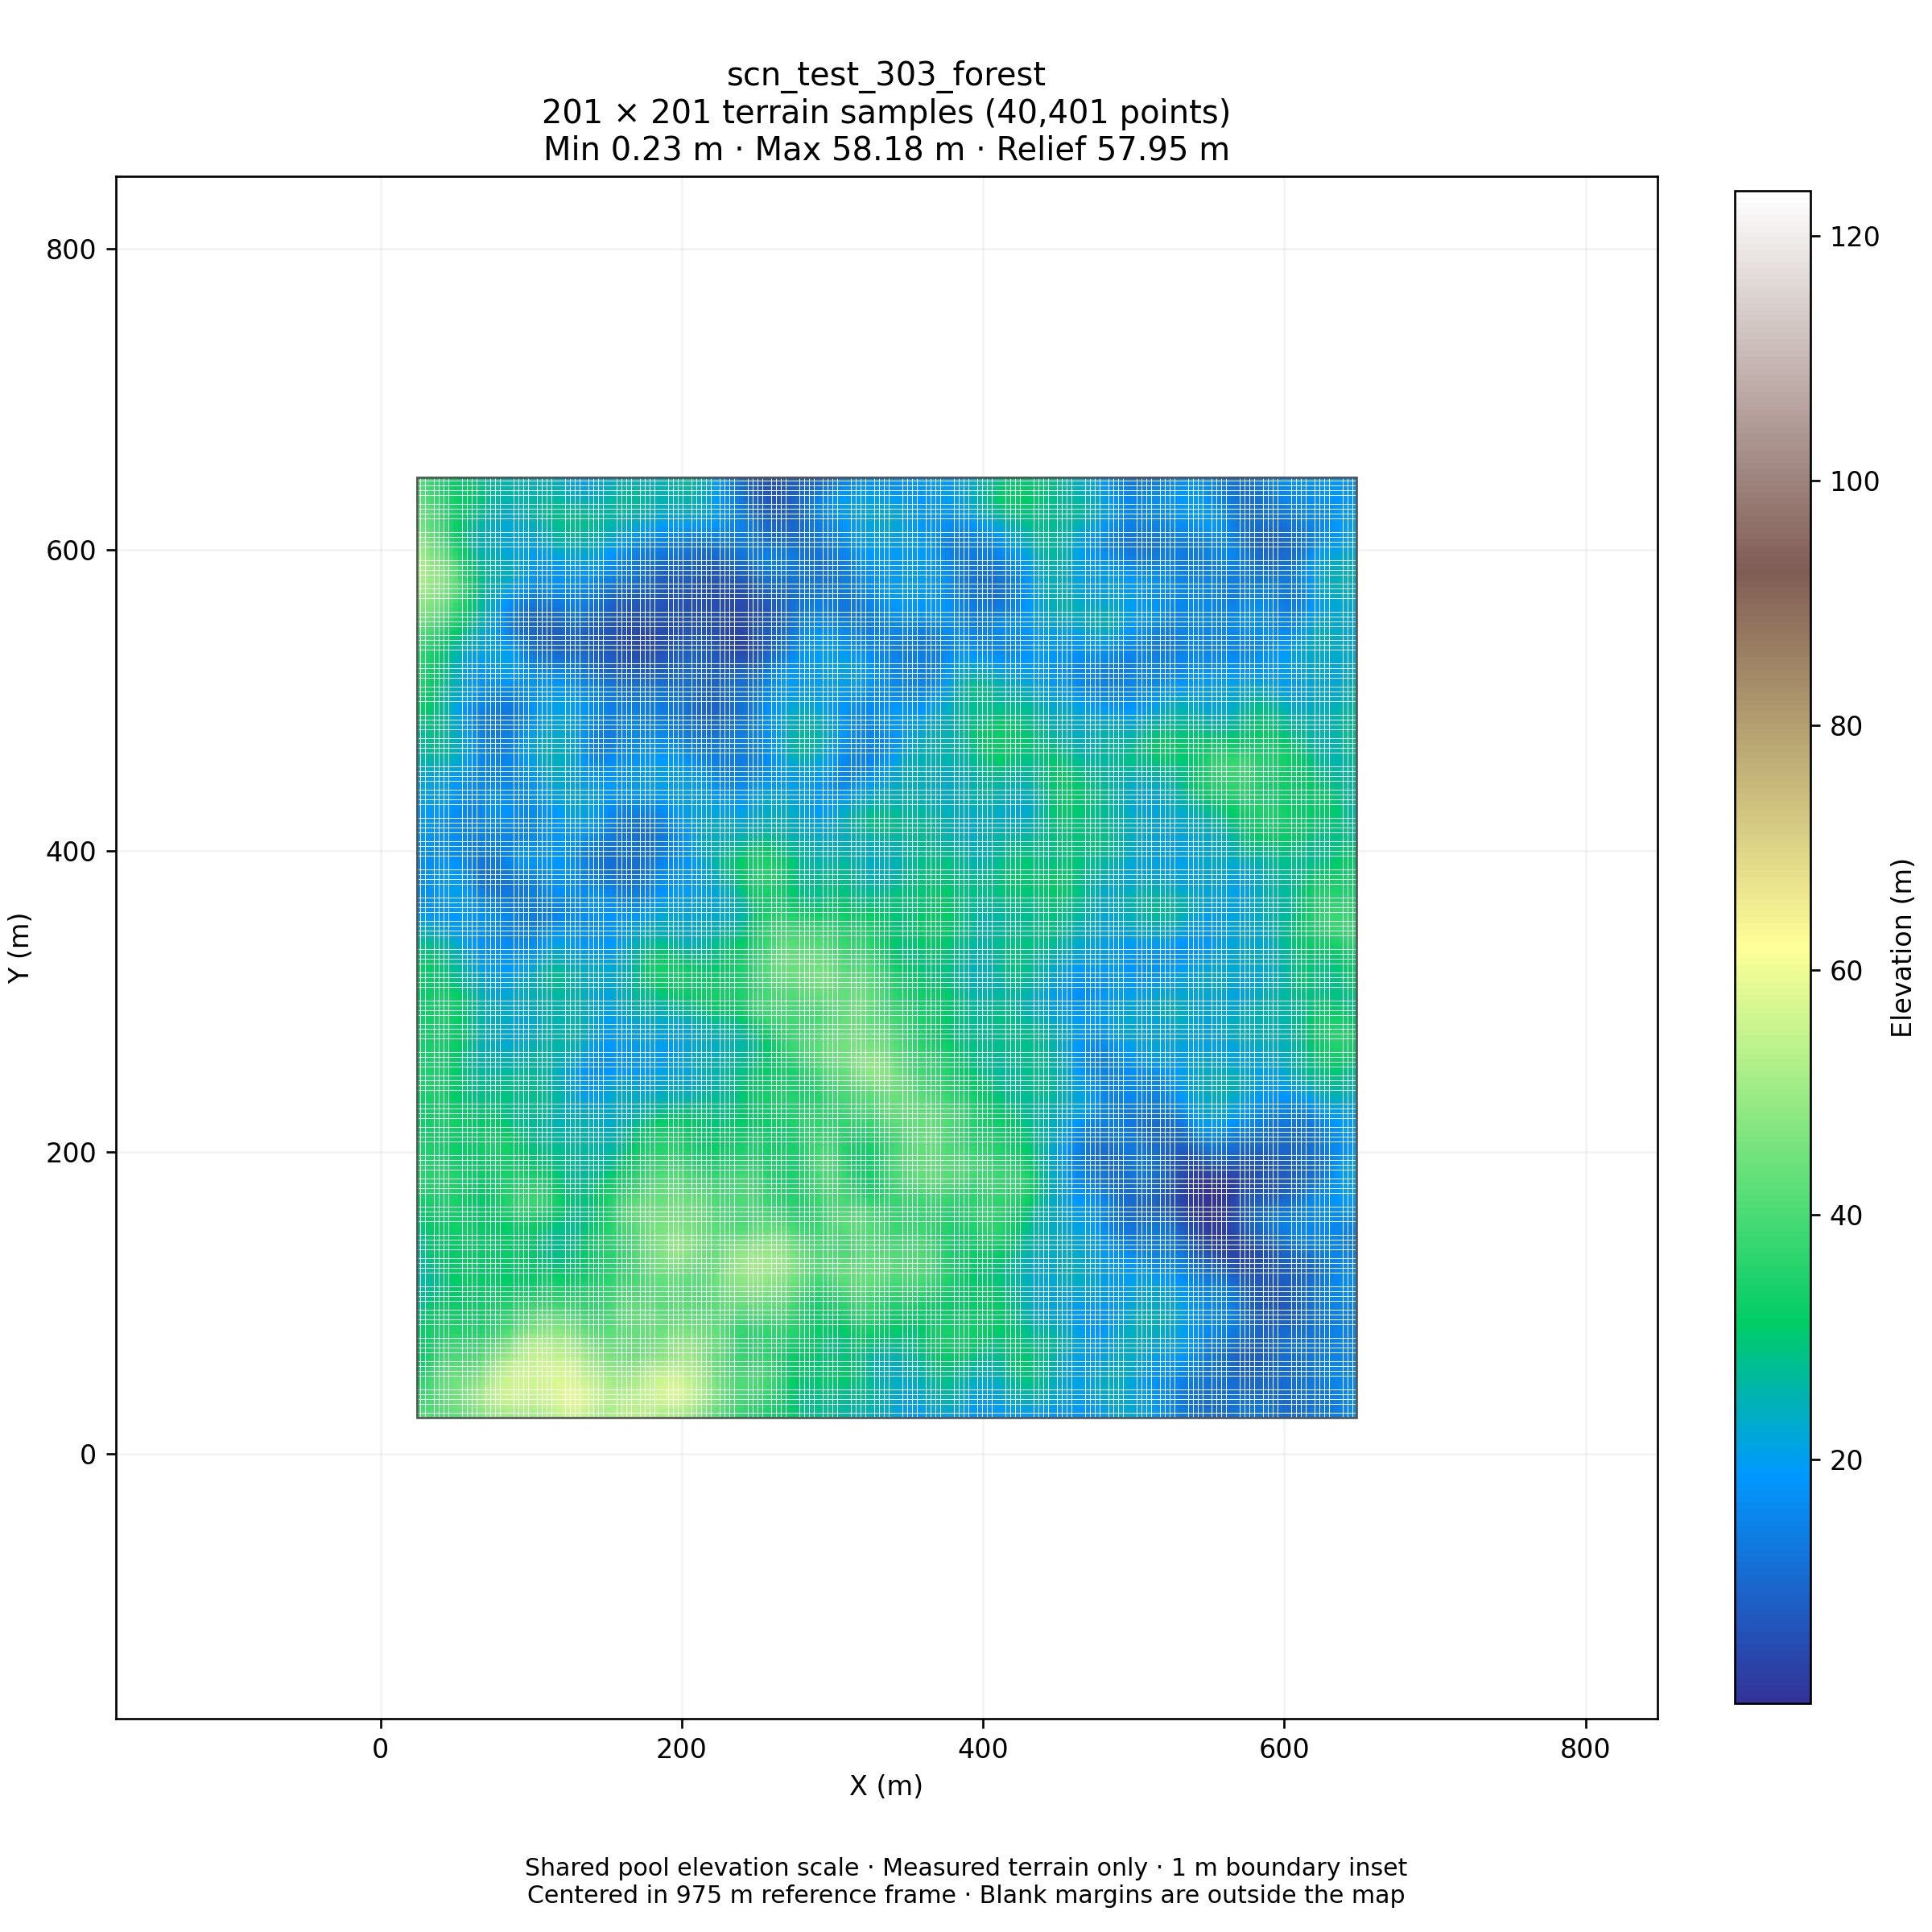 scn_test_303_forest
201 × 201 terrain samples (40,401 points)
Min 0.23 m · Max 58.18 m · Relief 57.95 m
800
600
400
200
0
Y (m)
0
200
400
600
800
X (m)
120
100
80
60
40
20
Elevation (m)
Shared pool elevation scale · Measured terrain only · 1 m boundary inset
Centered in 975 m reference frame · Blank margins are outside the map